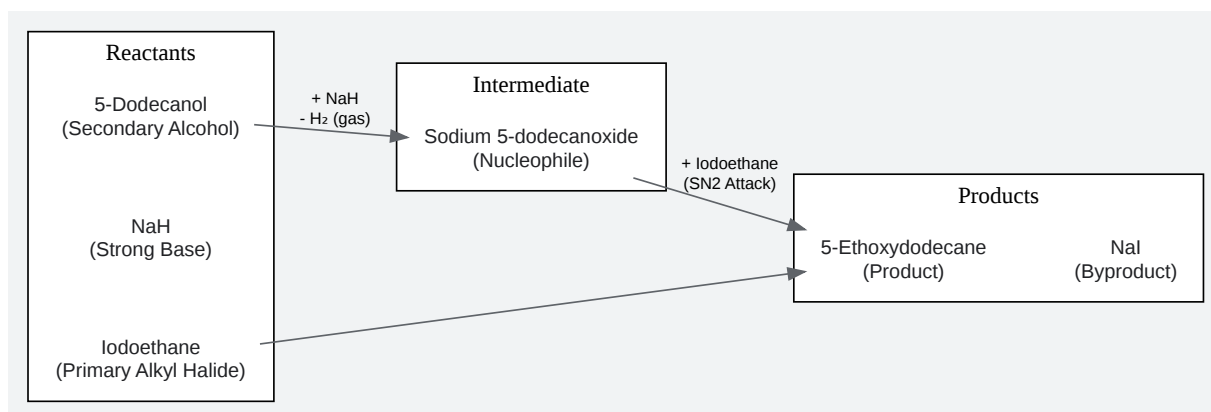 Reactants
5-Dodecanol
(Secondary Alcohol)
NaH
(Strong Base)
Iodoethane
(Primary Alkyl Halide)
+ NaH
- H₂ (gas)
Intermediate
Sodium 5-dodecanoxide
(Nucleophile)
+ Iodoethane
(SN2 Attack)
Products
5-Ethoxydodecane
(Product)
NaI
(Byproduct)